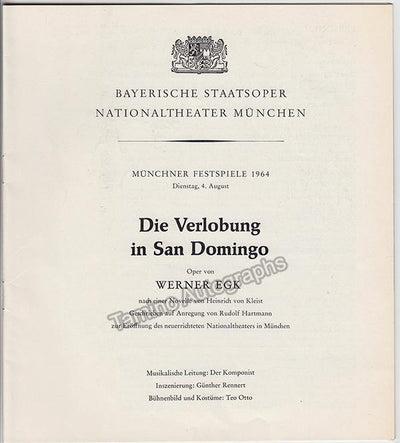 BAYERISCHE STAATSOPER
NATIONALTHEATER MÜNCHEN
MÜNCHNER FESTSPIELE 1964
Dienstag, 4. August
Die Verlobung
in San Domingo
Oper von
WERNER EGK
nach einer Novelle von Heinrich von Kleist
Geschrieben auf Anregung von Rudolf Hartmann
zur Eröffnung des neuerrichteten Nationaltheaters in München
Tamino Autographs
Musikalische Leitung: Der Komponist
Inszenierung: Günther Rennert
Bühnenbild und Kostüme: Teo Otto